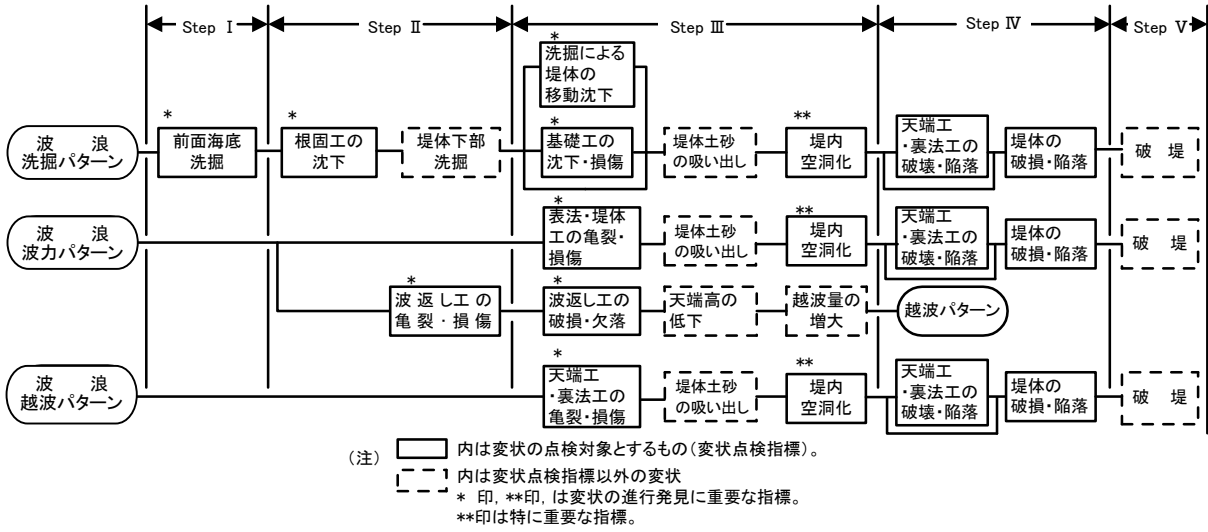 Step Ⅰ
Step Ⅱ
Step Ⅲ
Step Ⅳ
Step Ⅴ
波　浪
洗掘パターン
*
前面海底
洗掘
*
根固工の
沈下
堤体下部
洗掘
*
洗掘による
堤体の
移動沈下
*
基礎工の
沈下・損傷
堤体土砂
の吸い出し
**
堤内
空洞化
天端工
・裏法工の
破壊・陥落
堤体の
破損・陥落
破　堤
波　浪
波力パターン
*
表法・堤体
工の亀裂・
損傷
堤体土砂
の吸い出し
**
堤内
空洞化
天端工
・裏法工の
破壊・陥落
堤体の
破損・陥落
破　堤
*
波返し工の
亀裂・損傷
*
波返し工の
破損・欠落
天端高の
低下
越波量の
増大
越波パターン
波　浪
越波パターン
*
天端工
・裏法工の
亀裂・損傷
堤体土砂
の吸い出し
**
堤内
空洞化
天端工
・裏法工の
破壊・陥落
堤体の
破損・陥落
破　堤
（注）　内は変状の点検対象とするもの（変状点検指標）。
内は変状点検指標以外の変状
* 印，**印，は変状の進行発見に重要な指標。
**印は特に重要な指標。